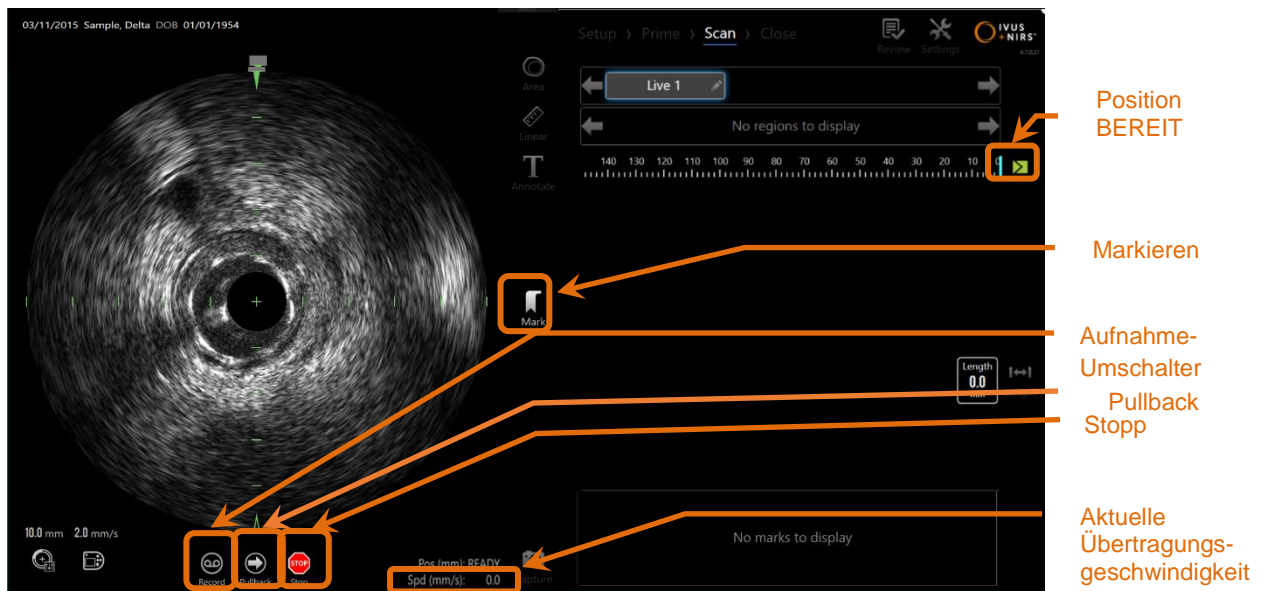 03/11/2015 Sample, Delta DOB 01/01/1954
Setup > Prime > Scan > Close
Review
Settings
IVUS
+NIRS
Area
Live 1
Linear
No regions to display
140 130 120 110 100 90 80 70 60 50 40 30 20 10 0
Annotate
Mark
Length
0.0
mm
10.0 mm 2.0 mm/s
Record
Pullback
STOP
Stop
Pos (mm): READY
Spd (mm/s): 0.0
No marks to display
Position
BEREIT
Markieren
Aufnahme-
Umschalter
Pullback
Stopp
Aktuelle
Übertragungs-
geschwindigkeit